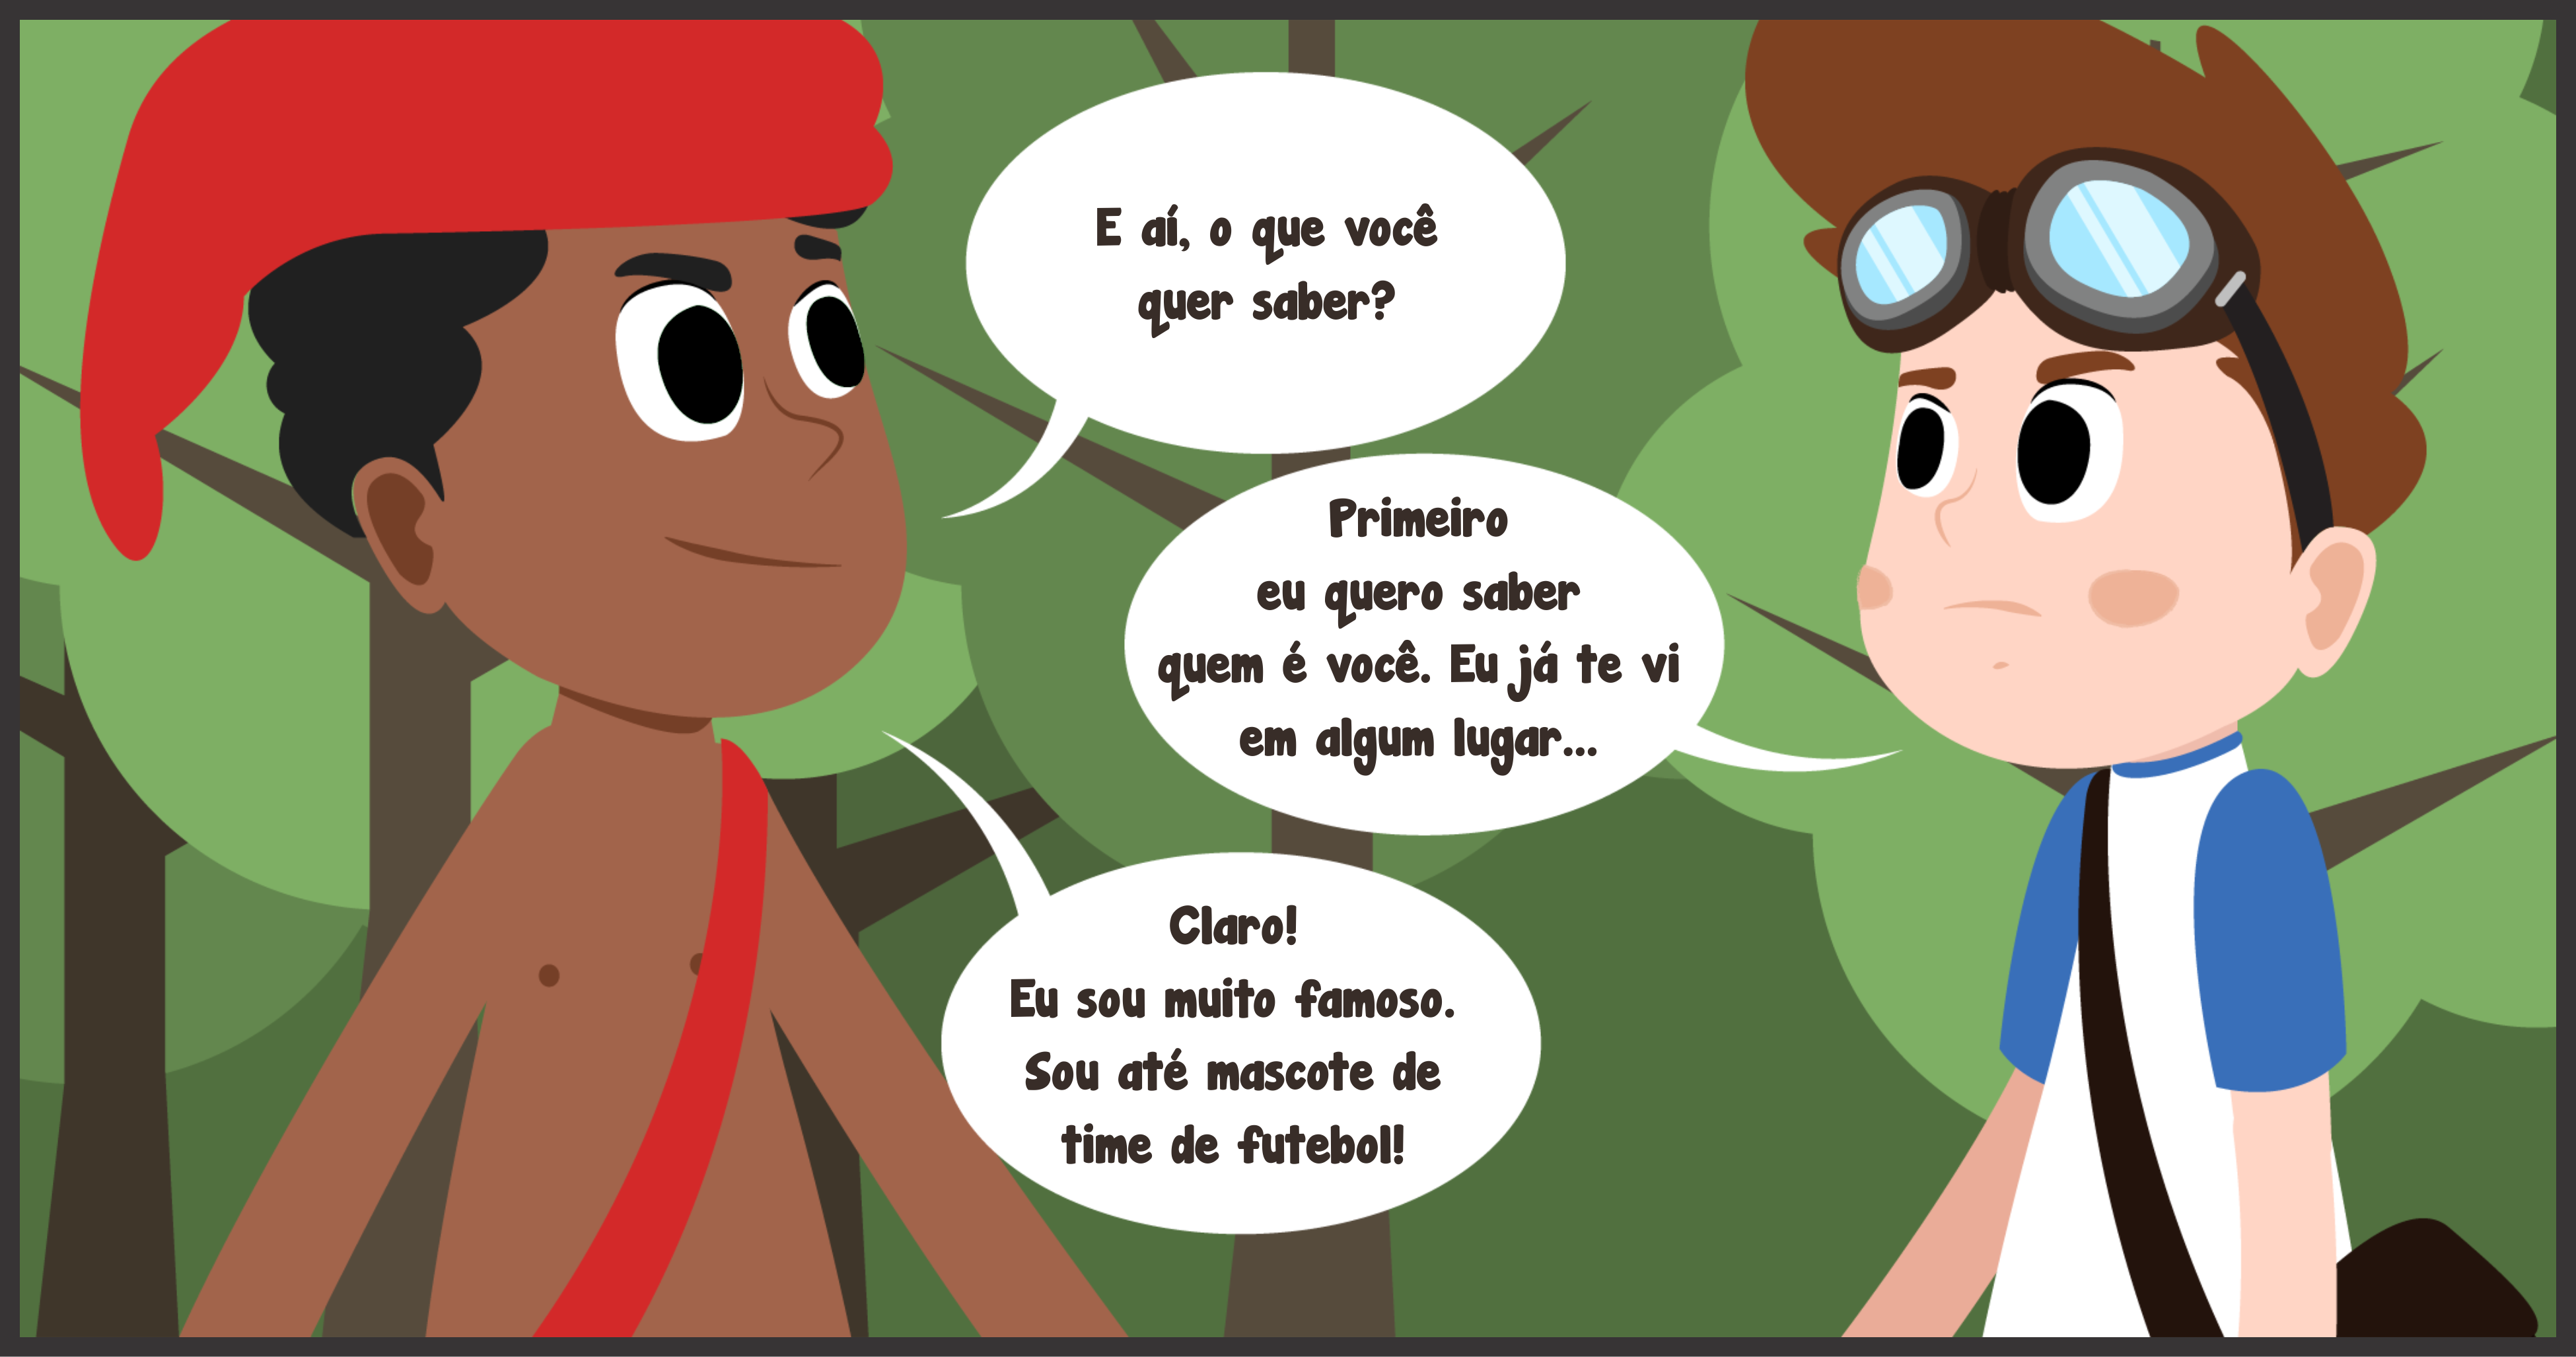 E aí, o que você
quer saber?
Primeiro
eu quero saber
quem é você. Eu já te vi
em algum lugar...
Claro!
Eu sou muito famoso.
Sou até mascote de
time de futebol!